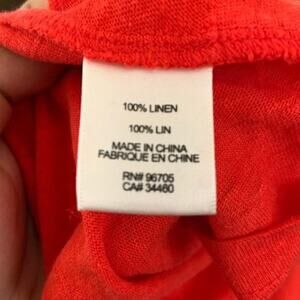 100% LINEN
100% LIN
MADE IN CHINA
FABRIQUE EN CHINE
RN# 96705
CA# 34460